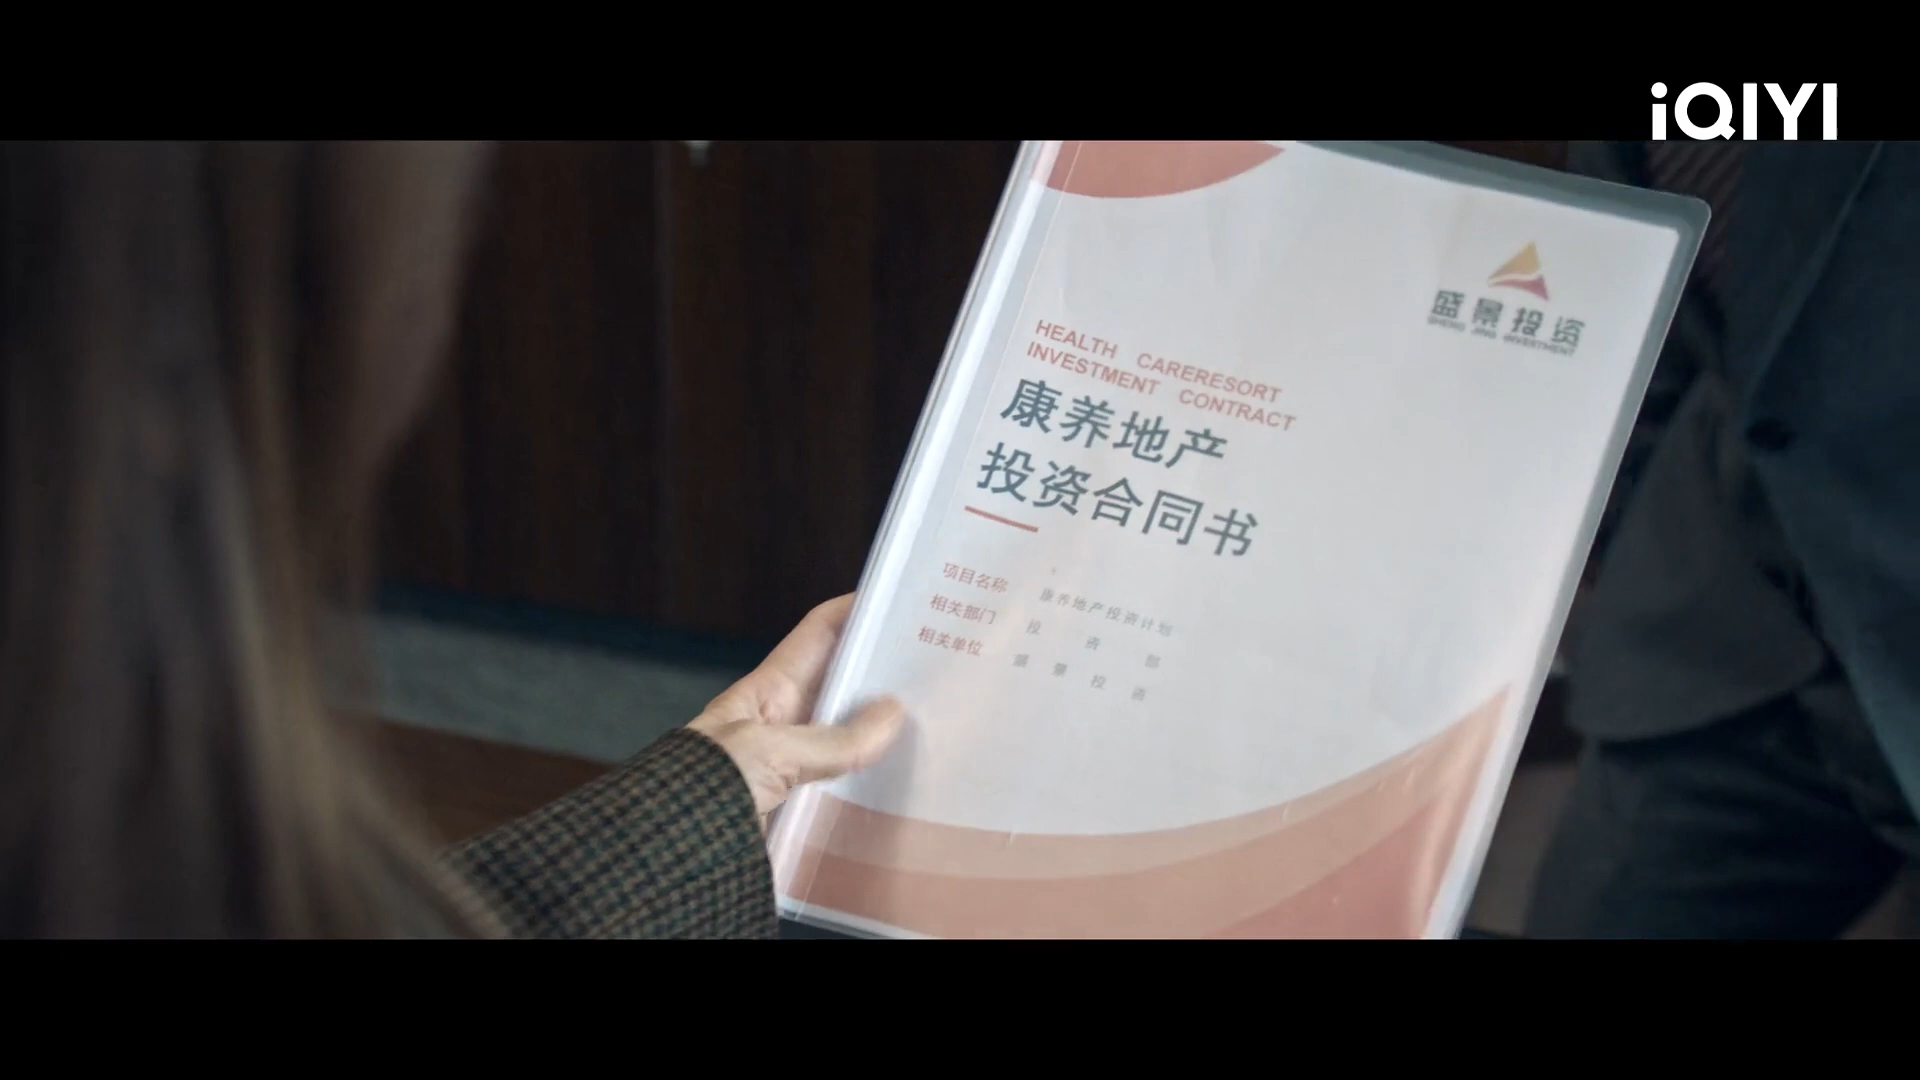 iQIYI
盛景投资
SHENG JING INVESTMENT
HEALTH CARERESORT
INVESTMENT CONTRACT
康养地产
投资合同书
项目名称 康养地产投资计划
相关部门 投资部
相关单位 盛景投资